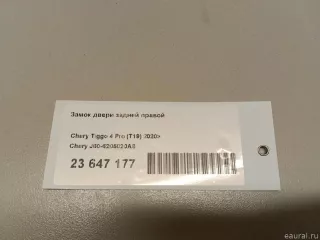 Замок двери задней правой
Chery Tiggo 4 Pro (T19) 2020>
Chery
23 647 177
eaural.ru ©